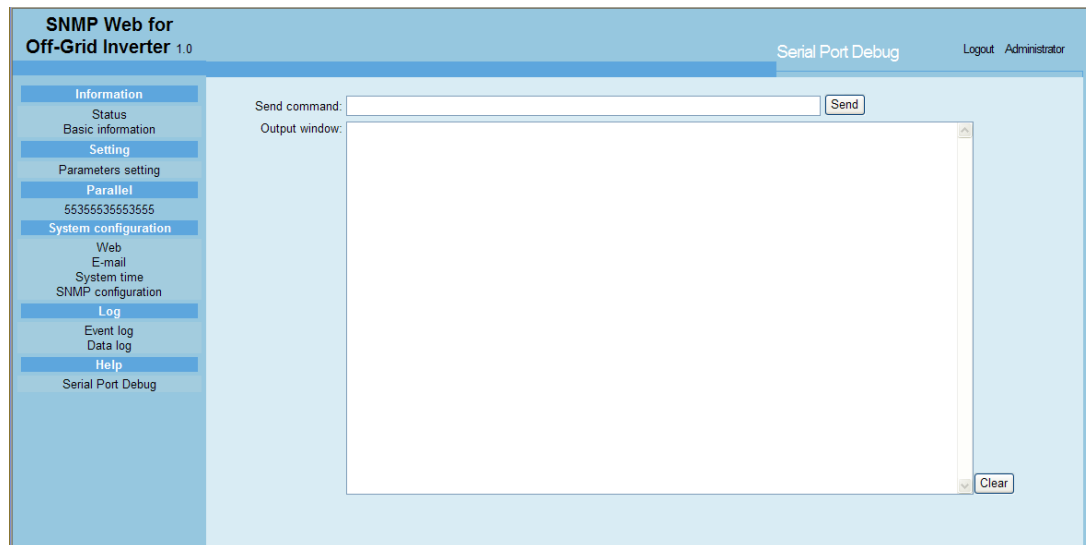 SNMP Web for
Off-Grid Inverter 1.0
Serial Port Debug
Logout Administrator
Information
Status
Basic information
Setting
Parameters setting
Parallel
55355535553555
System configuration
Web
E-mail
System time
SNMP configuration
Log
Event log
Data log
Help
Serial Port Debug
Send command:
Send
Output window:
Clear